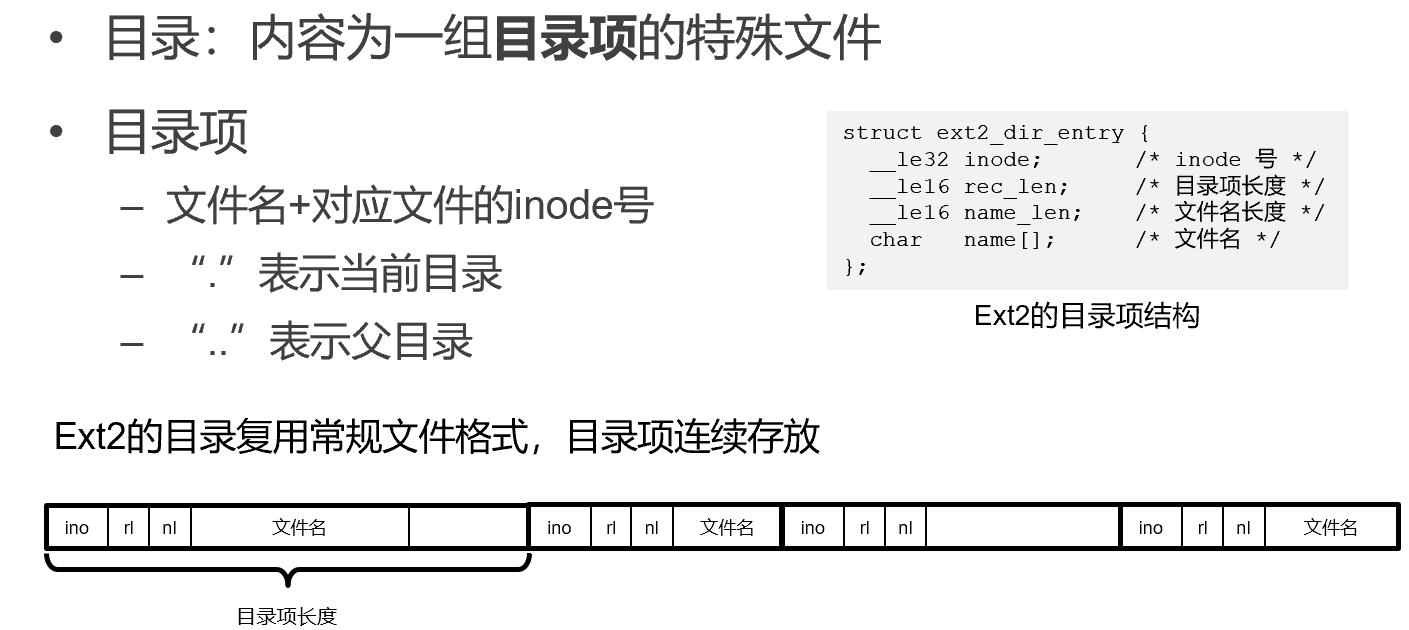 • 目录：内容为一组目录项的特殊文件
• 目录项
– 文件名+对应文件的inode号
– “.”表示当前目录
– “..”表示父目录
struct ext2_dir_entry {
__le32 inode; /* inode 号 */
__le16 rec_len; /* 目录项长度 */
__le16 name_len; /* 文件名长度 */
char name[]; /* 文件名 */
};
Ext2的目录项结构
Ext2的目录复用常规文件格式，目录项连续存放
ino rl nl 文件名 ino rl nl 文件名 ino rl nl ino rl nl 文件名
目录项长度